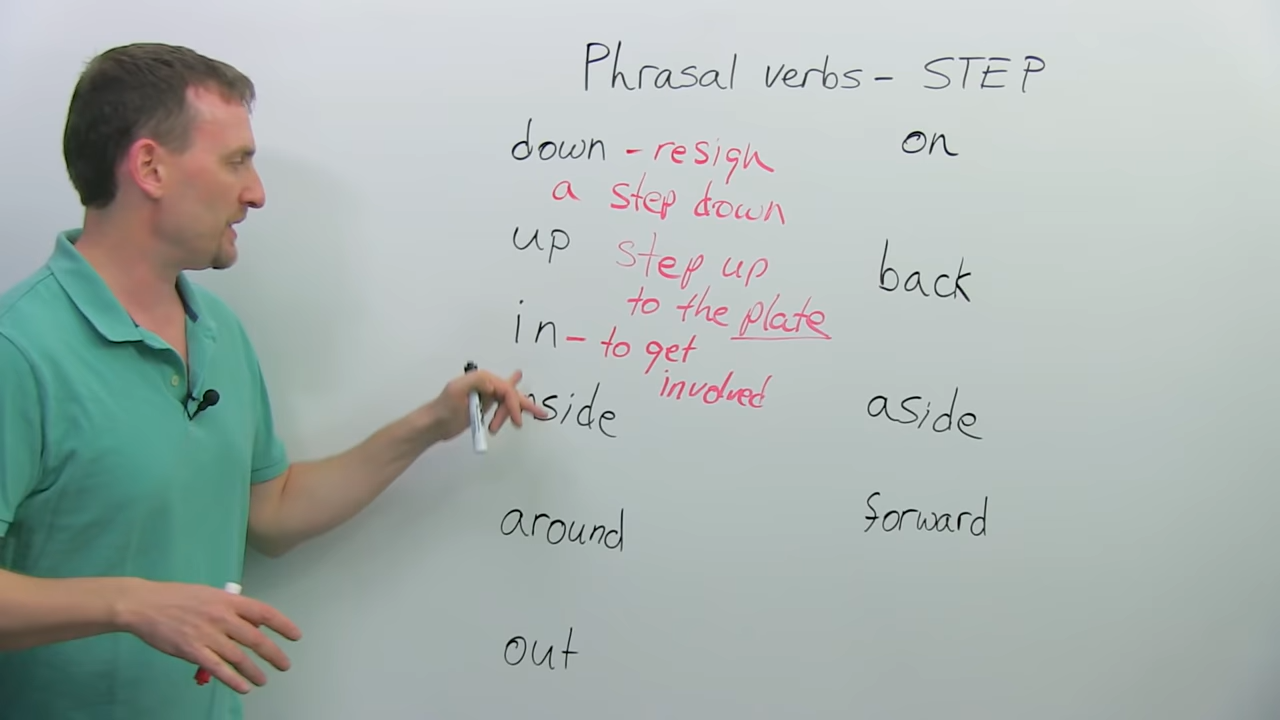 Phrasal verbs - STEP
down - resign
a step down
up step up
to the plate
in - to get
involved
side
around
out
on
back
aside
forward